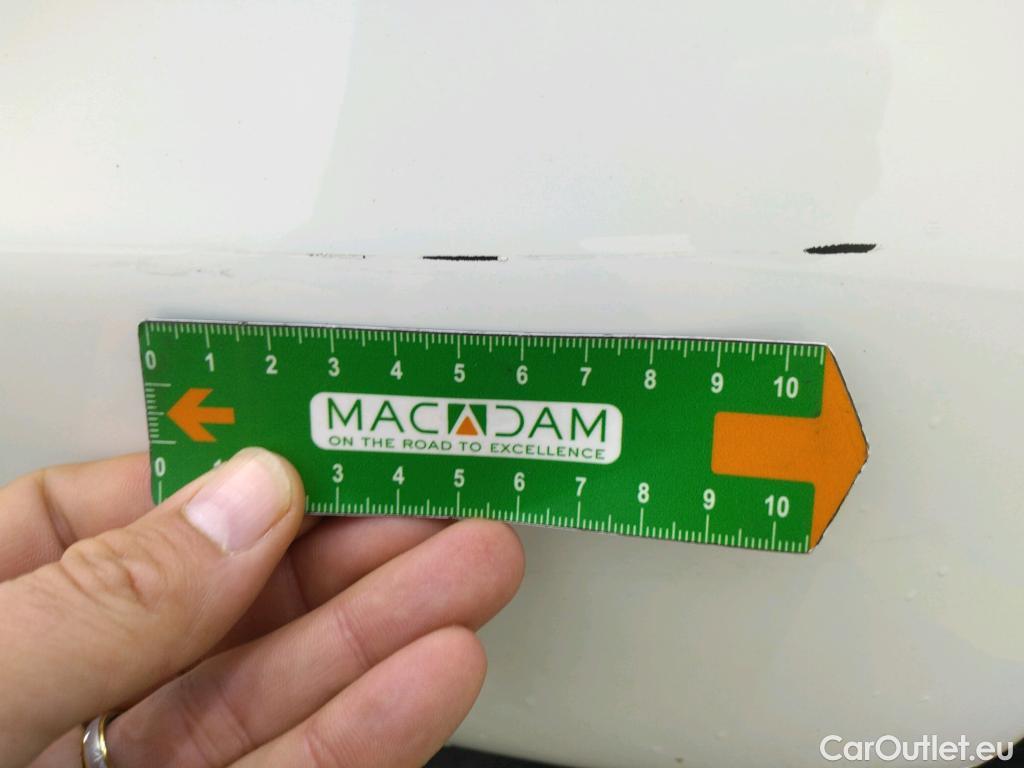 0 1 2 3 4 5 6 7 8 9 10
MACADAM
ON THE ROAD TO EXCELLENCE
0 1 3 4 5 6 7 8 9 10
CarOutlet.eu